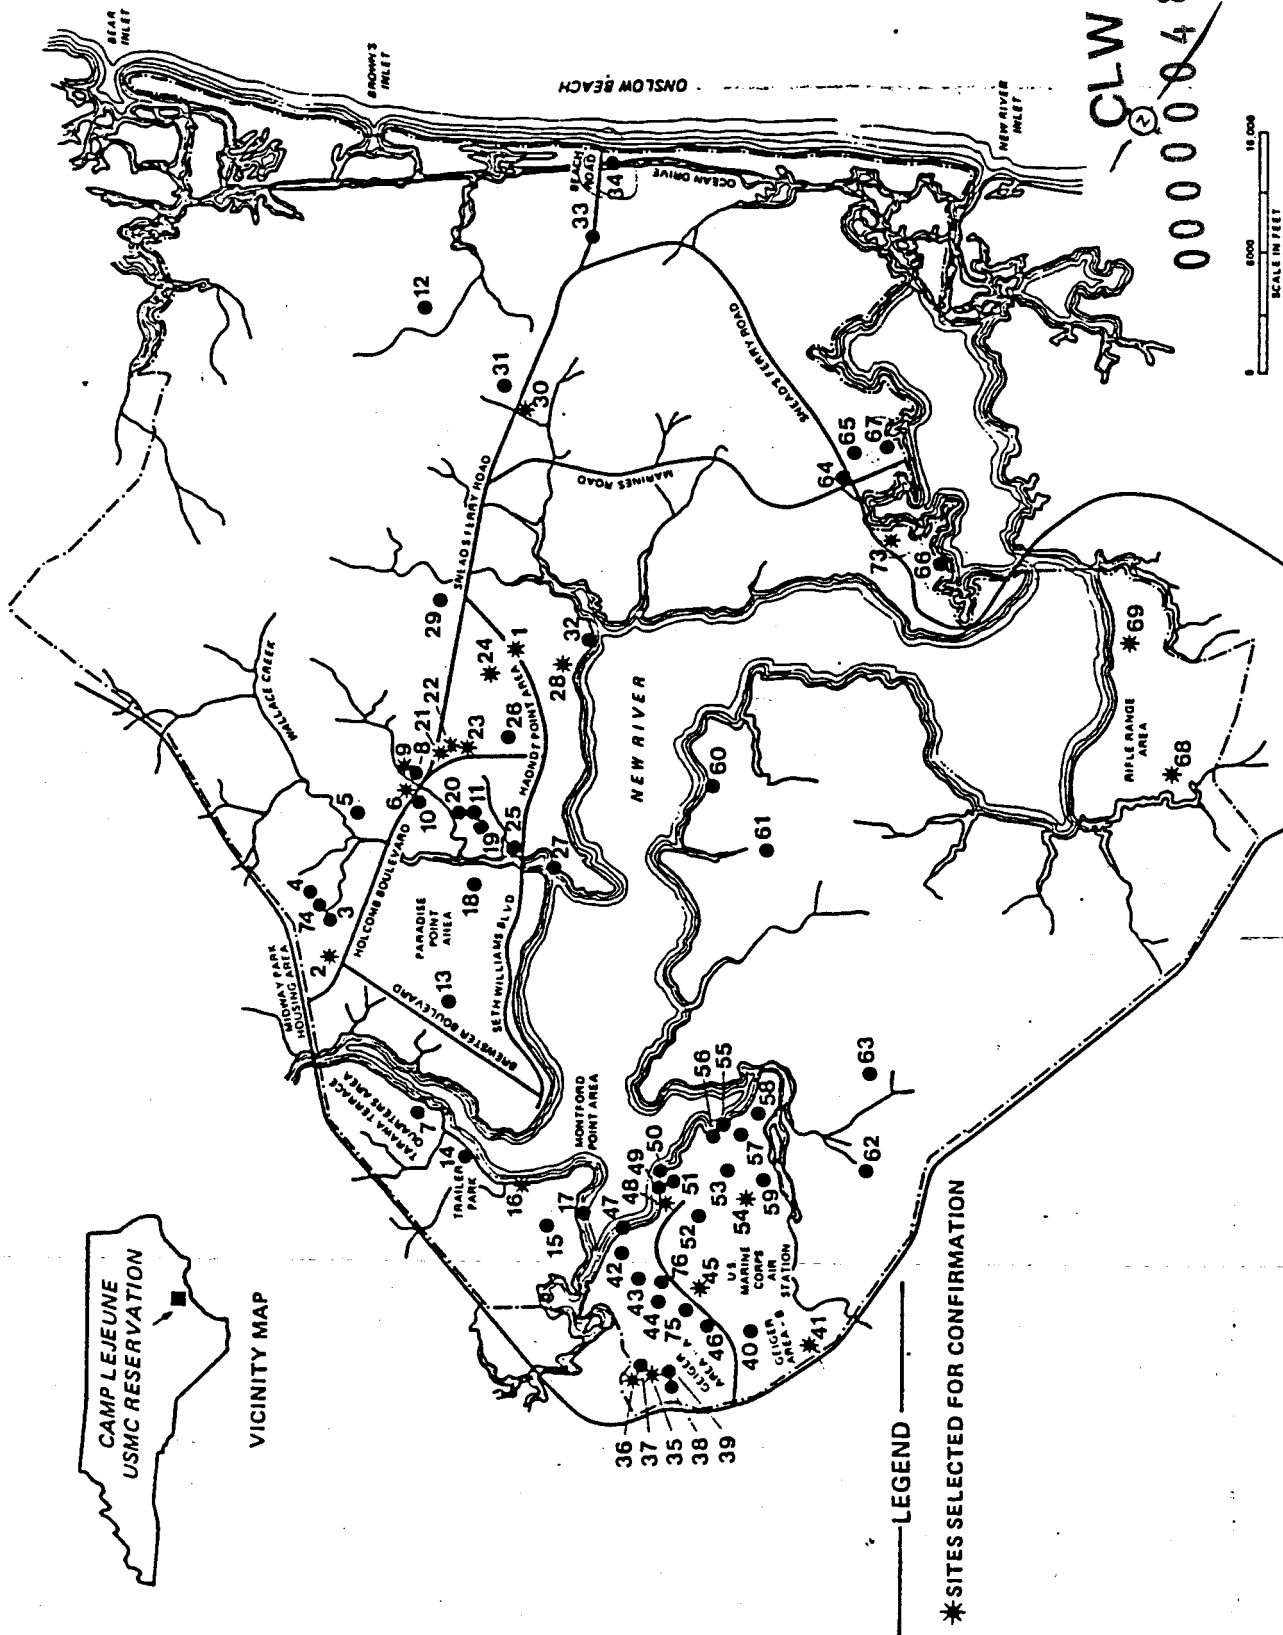 CAMP LEJEUNE
USMC RESERVATION
VICINITY MAP
BEAR
INLET
BROWN'S
INLET
ONSLOW BEACH
NEW RIVER
INLET
BEACH
ROAD
OCEAN DRIVE
SNEAD'S FERRY ROAD
MARINES ROAD
WALLACE CREEK
HOLCOMB BOULEVARD
MIDWAY PARK
HOUSING AREA
PARADISE
POINT
AREA
BREWSTER BOULEVARD
SETH WILLIAMS BLVD
HADNOT POINT AREA
NEW RIVER
TARAWA TERRACE
QUARTERS AREA
TRAILER
PARK
MONTFORD
POINT AREA
U.S.
MARINE
CORPS
AIR
STATION
GEIGER
AREA
GEIGER
AREA - B
RIFLE RANGE
AREA
1
2
3
4
5
6
7
8
9
10
11
12
13
14
15
16
17
18
19
20
21
22
23
24
25
26
27
28
29
30
31
32
33
34
35
36
37
38
39
40
41
42
43
44
45
46
47
48
49
50
51
52
53
54
55
56
57
58
59
60
61
62
63
64
65
66
67
68
69
73
74
75
76
LEGEND
SITES SELECTED FOR CONFIRMATION
CLW
2
0000004
0 8000 16,000
SCALE IN FEET